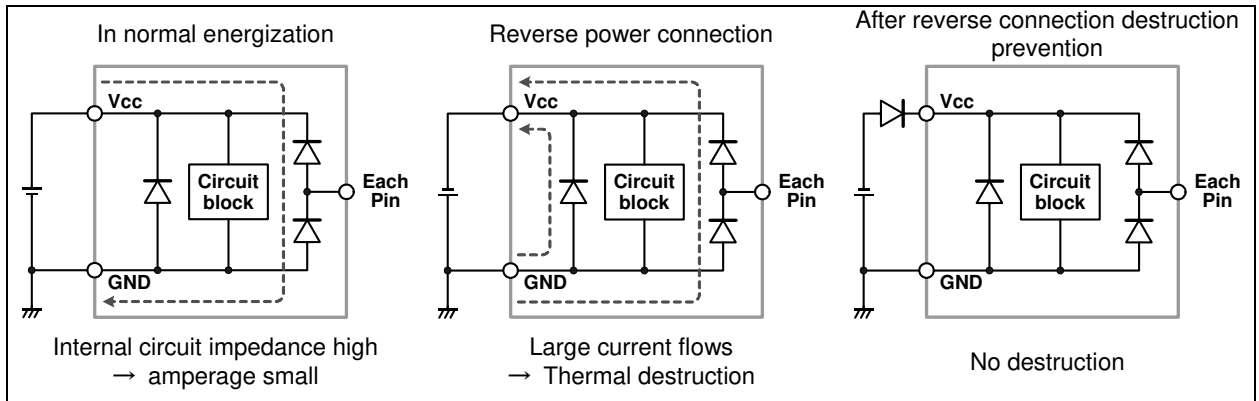 In normal energization
Vcc
Circuit
block
Each
Pin
GND
Internal circuit impedance high
→ amperage small
Reverse power connection
Vcc
Circuit
block
Each
Pin
GND
Large current flows
→ Thermal destruction
After reverse connection destruction
prevention
Vcc
Circuit
block
Each
Pin
GND
No destruction